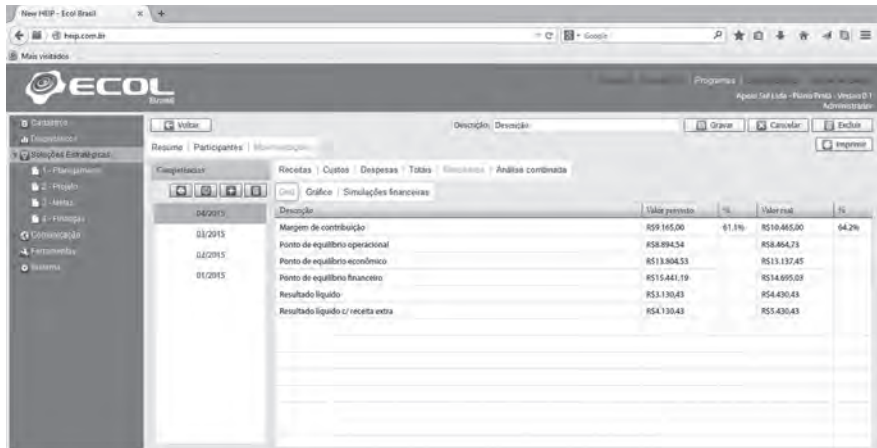 New HEIP - Ecol Brasil
heip.com.br
Google
Mais visitados
ECOL
Brasil
Programas
Administrador
Voltar
Descrição: Descrição
Gravar
Cancelar
Excluir
Resumo | Participantes |
Imprimir
Cadastros
Diagnósticos
Soluções Estratégicas
1 - Planejamento
2 - Projeto
3 - Metas
4 - Finanças
Comunicação
Ferramentas
Sistema
Competências
04/2015
03/2015
02/2015
01/2015
Receitas | Custos | Despesas | Totais | Resultados | Análise combinada
Grid | Gráfico | Simulações financeiras
Descrição Valor previsto % Valor real %
Margem de contribuição R$9.165,00 61,1% R$10.465,00 64,2%
Ponto de equilíbrio operacional R$8.894,54 R$8.464,73
Ponto de equilíbrio econômico R$13.804,53 R$13.137,45
Ponto de equilíbrio financeiro R$15.441,19 R$14.695,03
Resultado líquido R$3.130,43 R$4.430,43
Resultado líquido c/ receita extra R$4.130,43 R$5.430,43